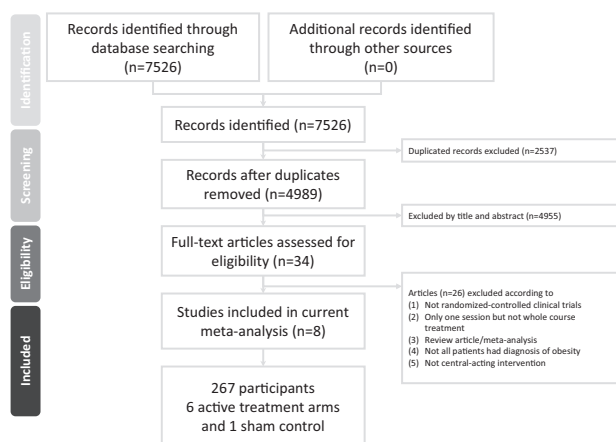 Identification
Records identified through
database searching
(n=7526)
Additional records identified
through other sources
(n=0)
Records identified (n=7526)
Duplicated records excluded (n=2537)
Screening
Records after duplicates
removed (n=4989)
Excluded by title and abstract (n=4955)
Eligibility
Full-text articles assessed for
eligibility (n=34)
Articles (n=26) excluded according to
(1) Not randomized-controlled clinical trials
(2) Only one session but not whole course
treatment
(3) Review article/meta-analysis
(4) Not all patients had diagnosis of obesity
(5) Not central-acting intervention
Included
Studies included in current
meta-analysis (n=8)
267 participants
6 active treatment arms
and 1 sham control